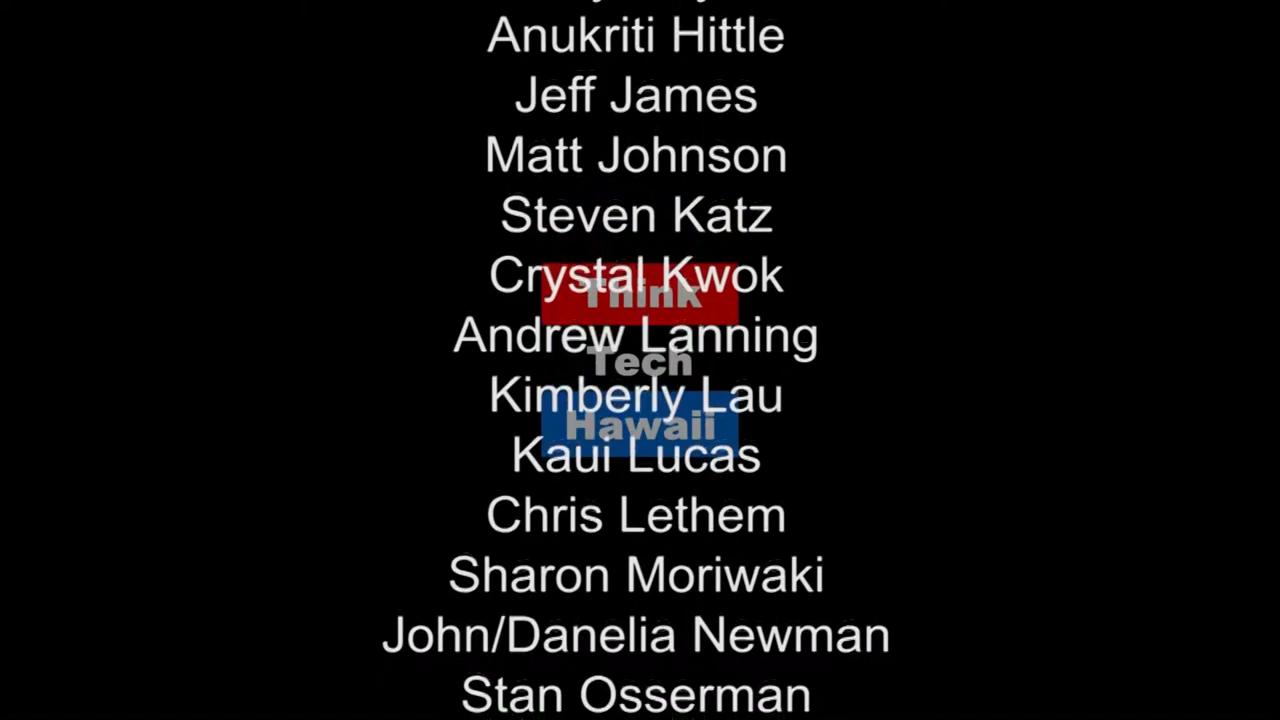 Anukriti Hittle
Jeff James
Matt Johnson
Steven Katz
Crystal Kwok
Think
Andrew Lanning
Tech
Kimberly Lau
Hawaii
Kaui Lucas
Chris Lethem
Sharon Moriwaki
John/Danelia Newman
Stan Osserman